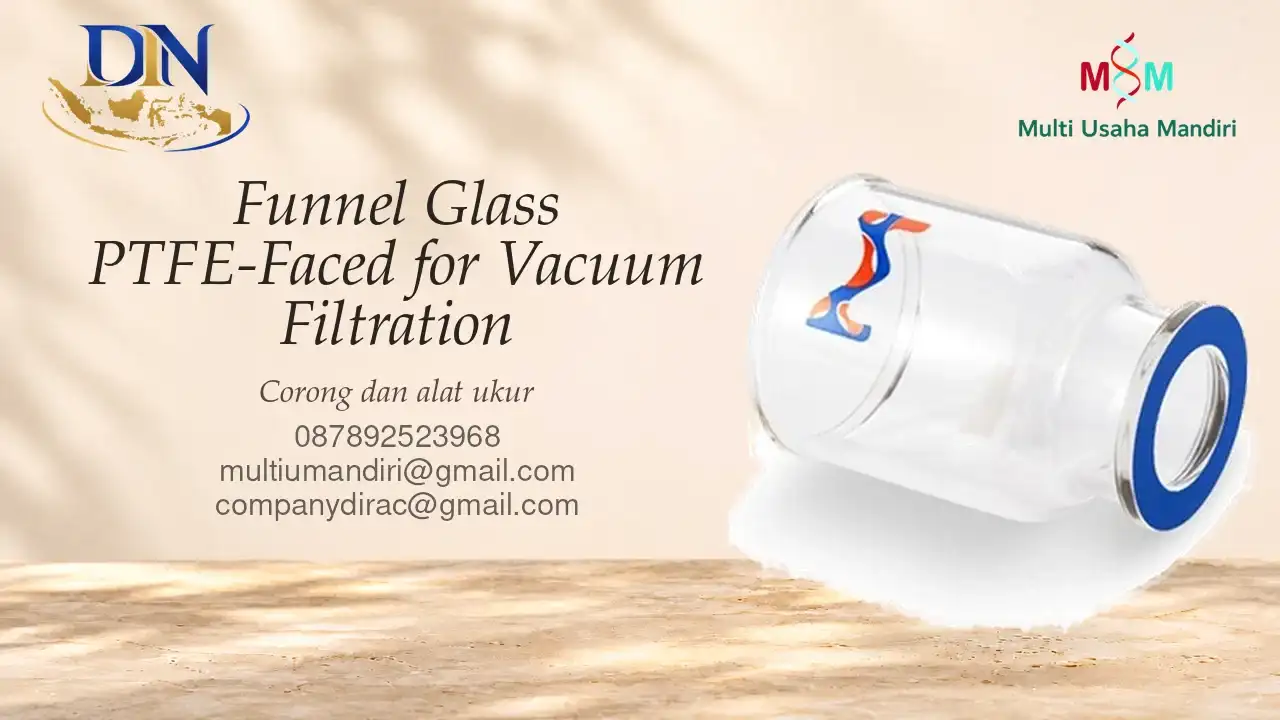 DN
MSM
Multi Usaha Mandiri
Funnel Glass
PTFE-Faced for Vacuum
Filtration
Corong dan alat ukur
087892523968
multiumandiri@gmail.com
companydirac@gmail.com